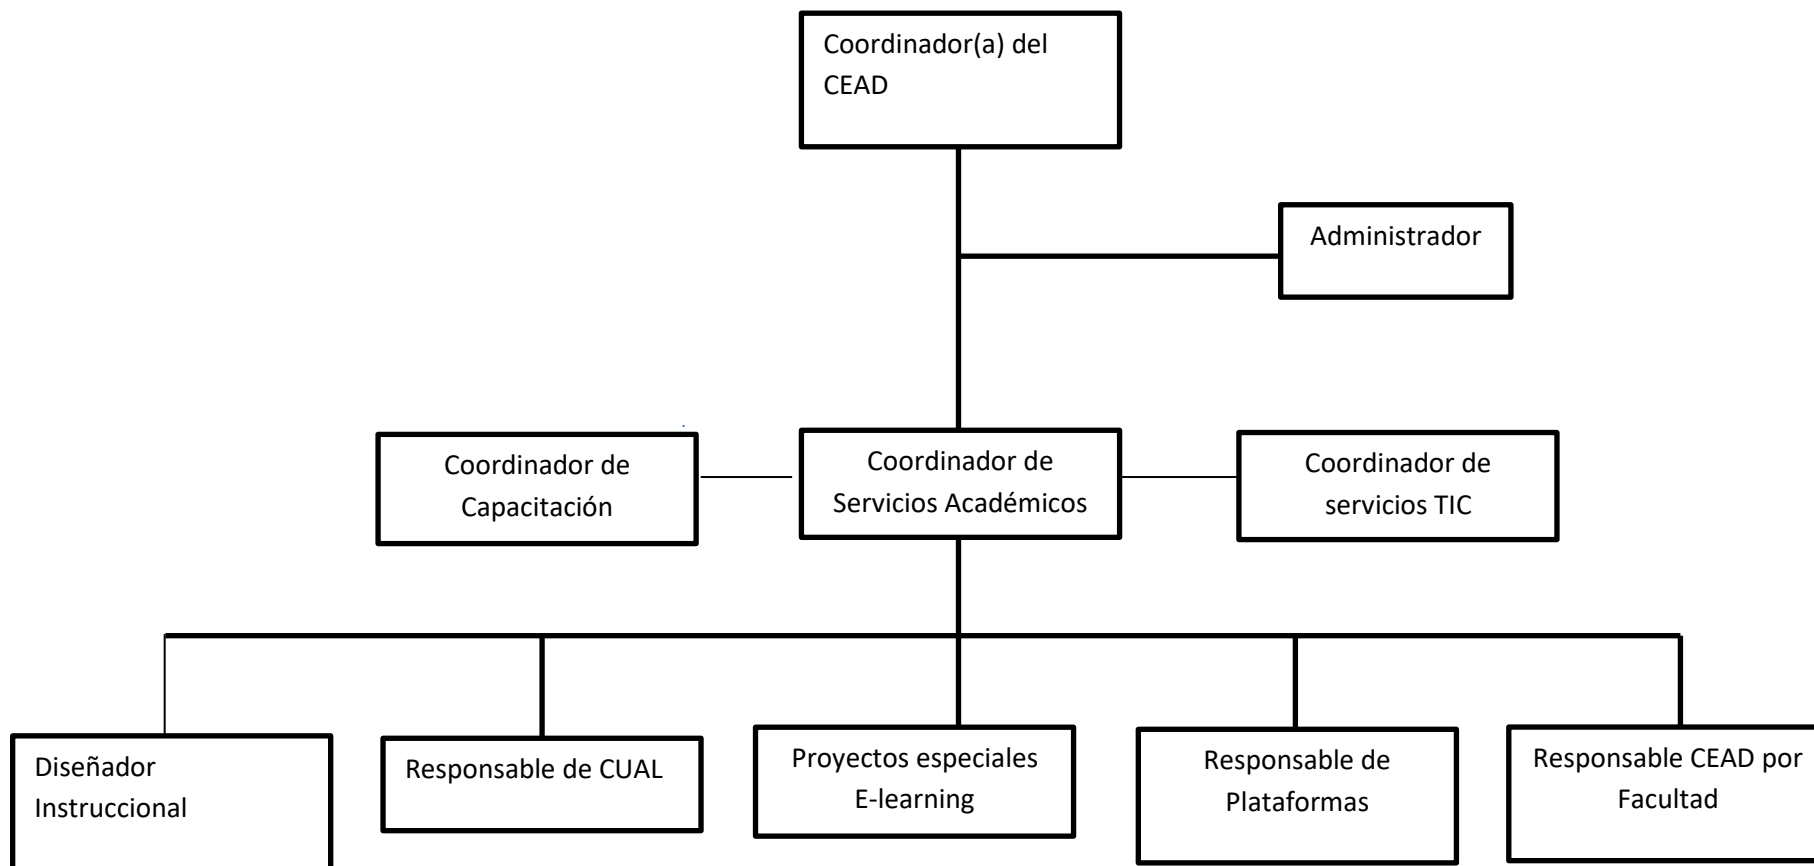 Coordinador(a) del
CEAD
Administrador
Coordinador de
Capacitación
Coordinador de
Servicios Académicos
Coordinador de
servicios TIC
Diseñador
Instruccional
Responsable de CUAL
Proyectos especiales
E-learning
Responsable de
Plataformas
Responsable CEAD por
Facultad